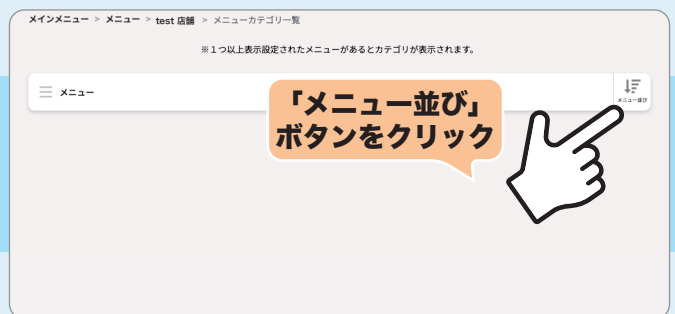 メインメニュー > メニュー > test 店舗 > メニューカテゴリ一覧
※１つ以上表示設定されたメニューがあるとカテゴリが表示されます。
メニュー
メニュー並び
「メニュー並び」
ボタンをクリック